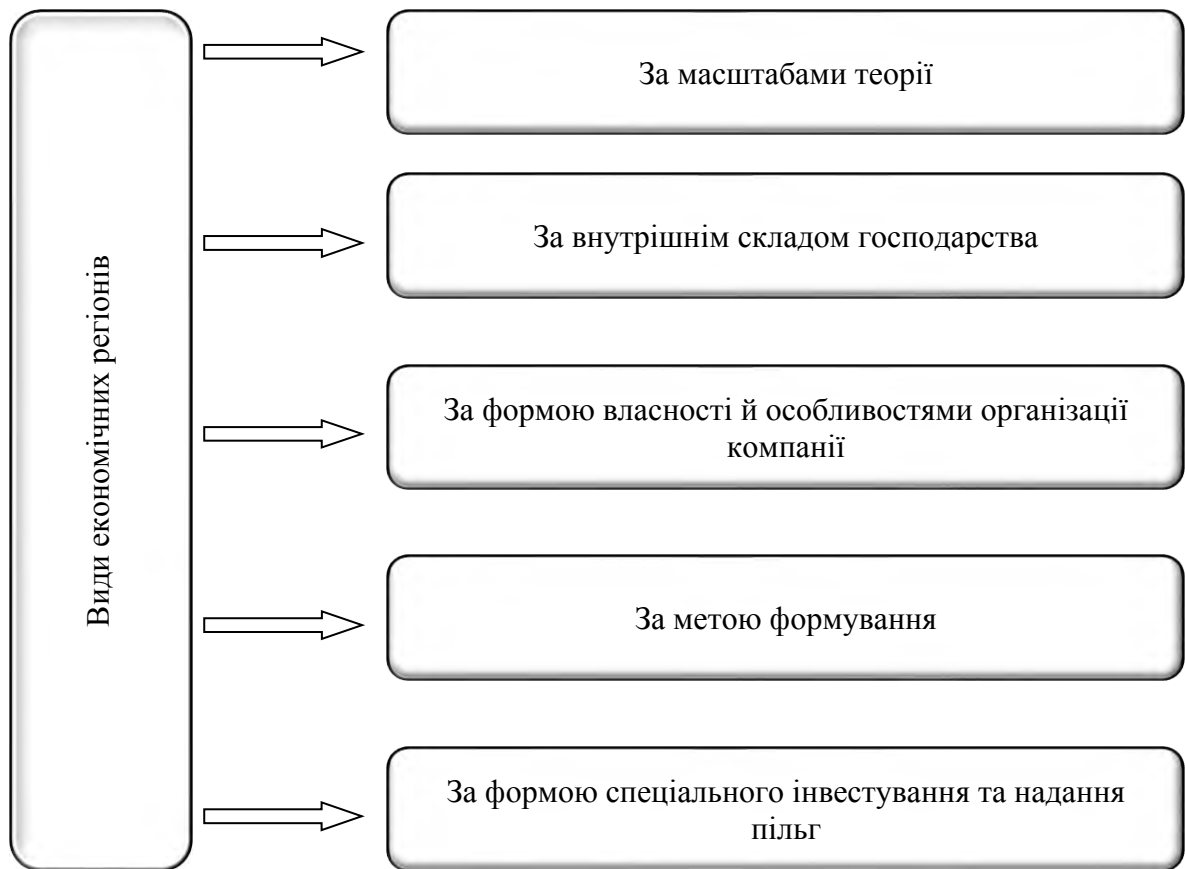 Види економічних регіонів
За масштабами теорії
За внутрішнім складом господарства
За формою власності й особливостями організації
компанії
За метою формування
За формою спеціального інвестування та надання
пільг